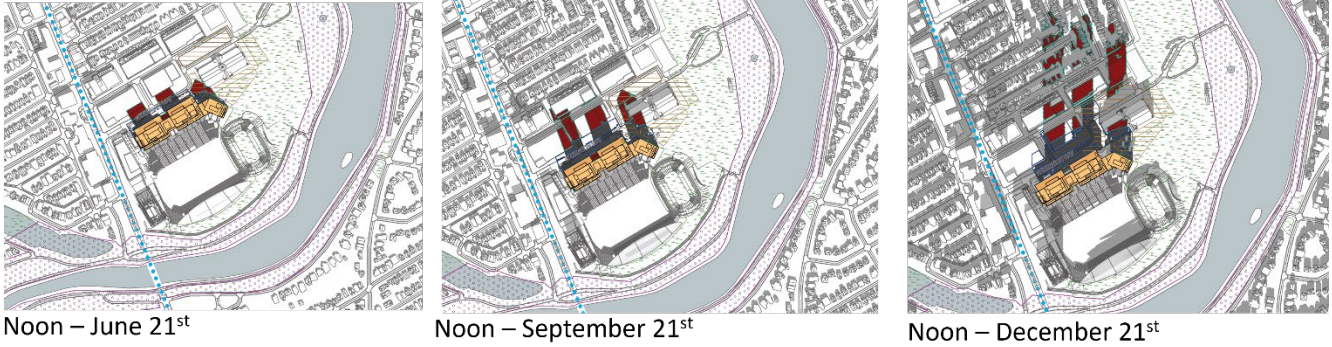 Noon – June 21st
Noon – September 21st
Noon – December 21st